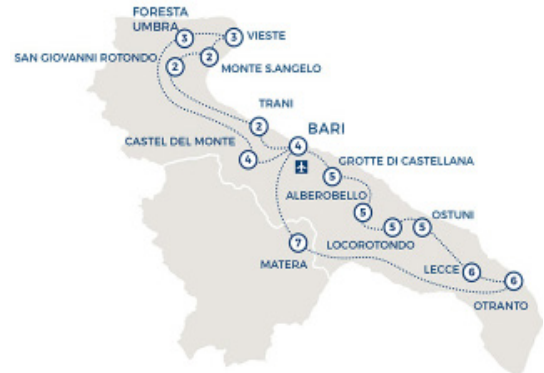 FORESTA
UMBRA
3
3
VIESTE
SAN GIOVANNI ROTONDO
2
2
MONTE S.ANGELO
TRANI
2
BARI
4
CASTEL DEL MONTE
4
GROTTE DI CASTELLANA
5
ALBEROBELLO
5
OSTUNI
5
5
LOCOROTONDO
7
MATERA
LECCE
6
6
OTRANTO